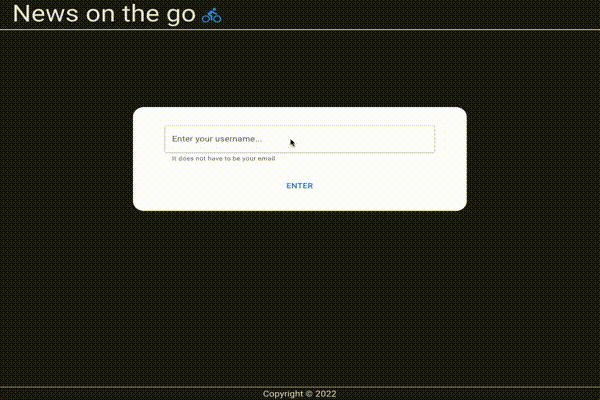 News on the go
Enter your username...
It does not have to be your email
ENTER
Copyright © 2022